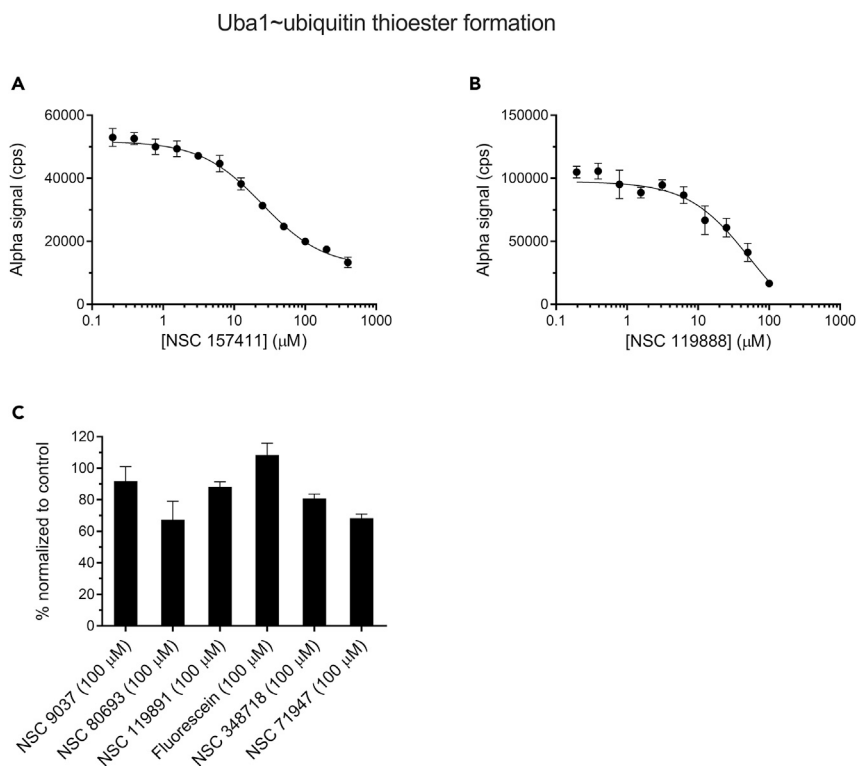 Uba1~ubiquitin thioester formation
A
B
60000
40000
20000
0
Alpha signal (cps)
0.1 1 10 100 1000
[NSC 157411] (μM)
150000
100000
50000
0
Alpha signal (cps)
0.1 1 10 100 1000
[NSC 119888] (μM)
C
120
100
80
60
40
20
0
% normalized to control
NSC 9037 (100 μM)
NSC 80693 (100 μM)
NSC 119891 (100 μM)
Fluorescein (100 μM)
NSC 348718 (100 μM)
NSC 71947 (100 μM)